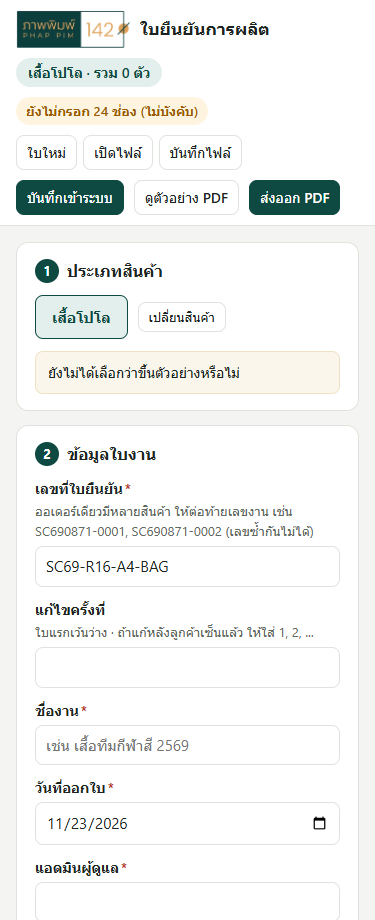 ภาพพิมพ์
PHAP PIM
142
ใบยืนยันการผลิต
เสื้อโปโล · รวม 0 ตัว
ยังไม่กรอก 24 ช่อง (ไม่บังคับ)
ใบใหม่ เปิดไฟล์ บันทึกไฟล์
บันทึกเข้าระบบ ดูตัวอย่าง PDF ส่งออก PDF
1 ประเภทสินค้า
เสื้อโปโล เปลี่ยนสินค้า
ยังไม่ได้เลือกว่าขึ้นตัวอย่างหรือไม่
2 ข้อมูลใบงาน
เลขที่ใบยืนยัน*
ออเดอร์เดียวมีหลายสินค้า ให้ต่อท้ายเลขงาน เช่น
SC690871-0001, SC690871-0002 (เลขซ้ำกันไม่ได้)
SC69-R16-A4-BAG
แก้ไขครั้งที่
ใบแรกเว้นว่าง · ถ้าแก้หลังลูกค้าเซ็นแล้ว ให้ใส่ 1, 2, ...
ชื่องาน*
เช่น เสื้อทีมกีฬาสี 2569
วันที่ออกใบ*
11/23/2026
แอดมินผู้ดูแล*